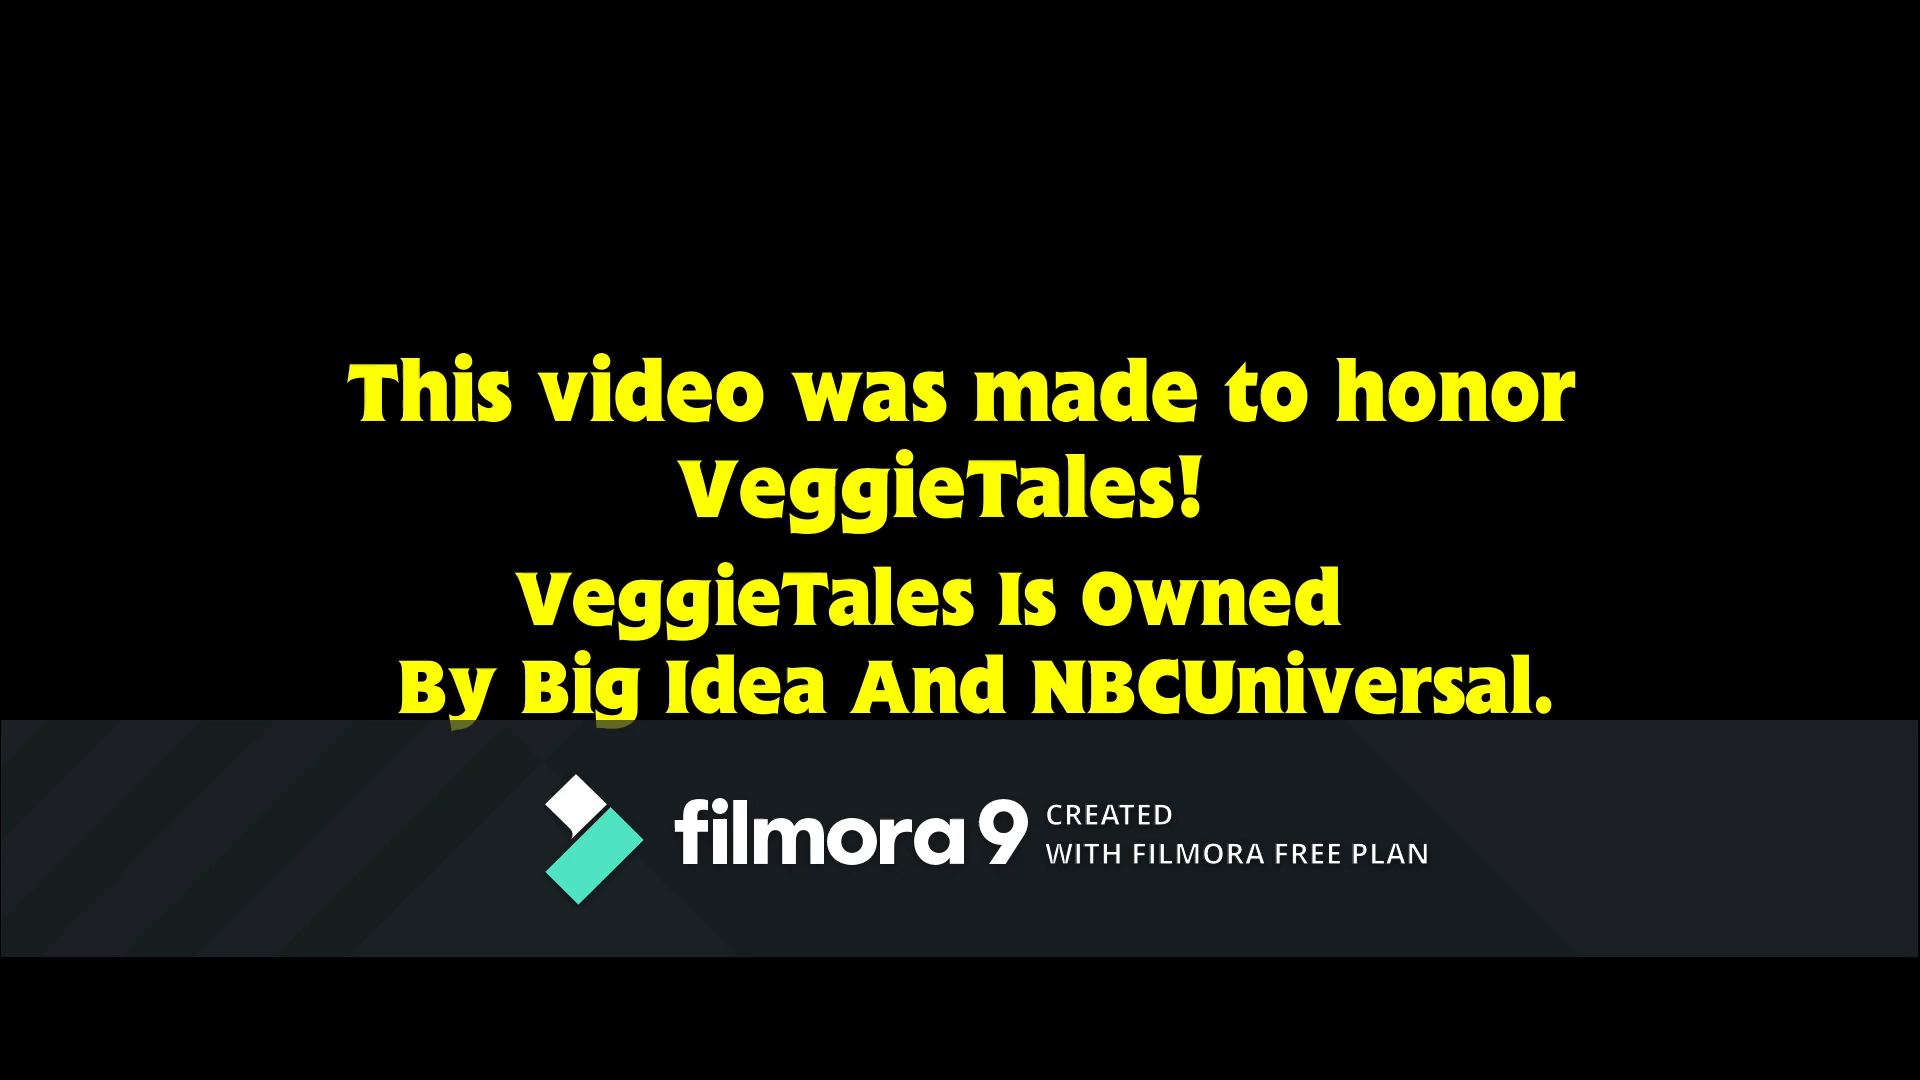 This video was made to honor
VeggieTales!
VeggieTales Is Owned
By Big Idea And NBCUniversal.
filmora 9 CREATED
WITH FILMORA FREE PLAN